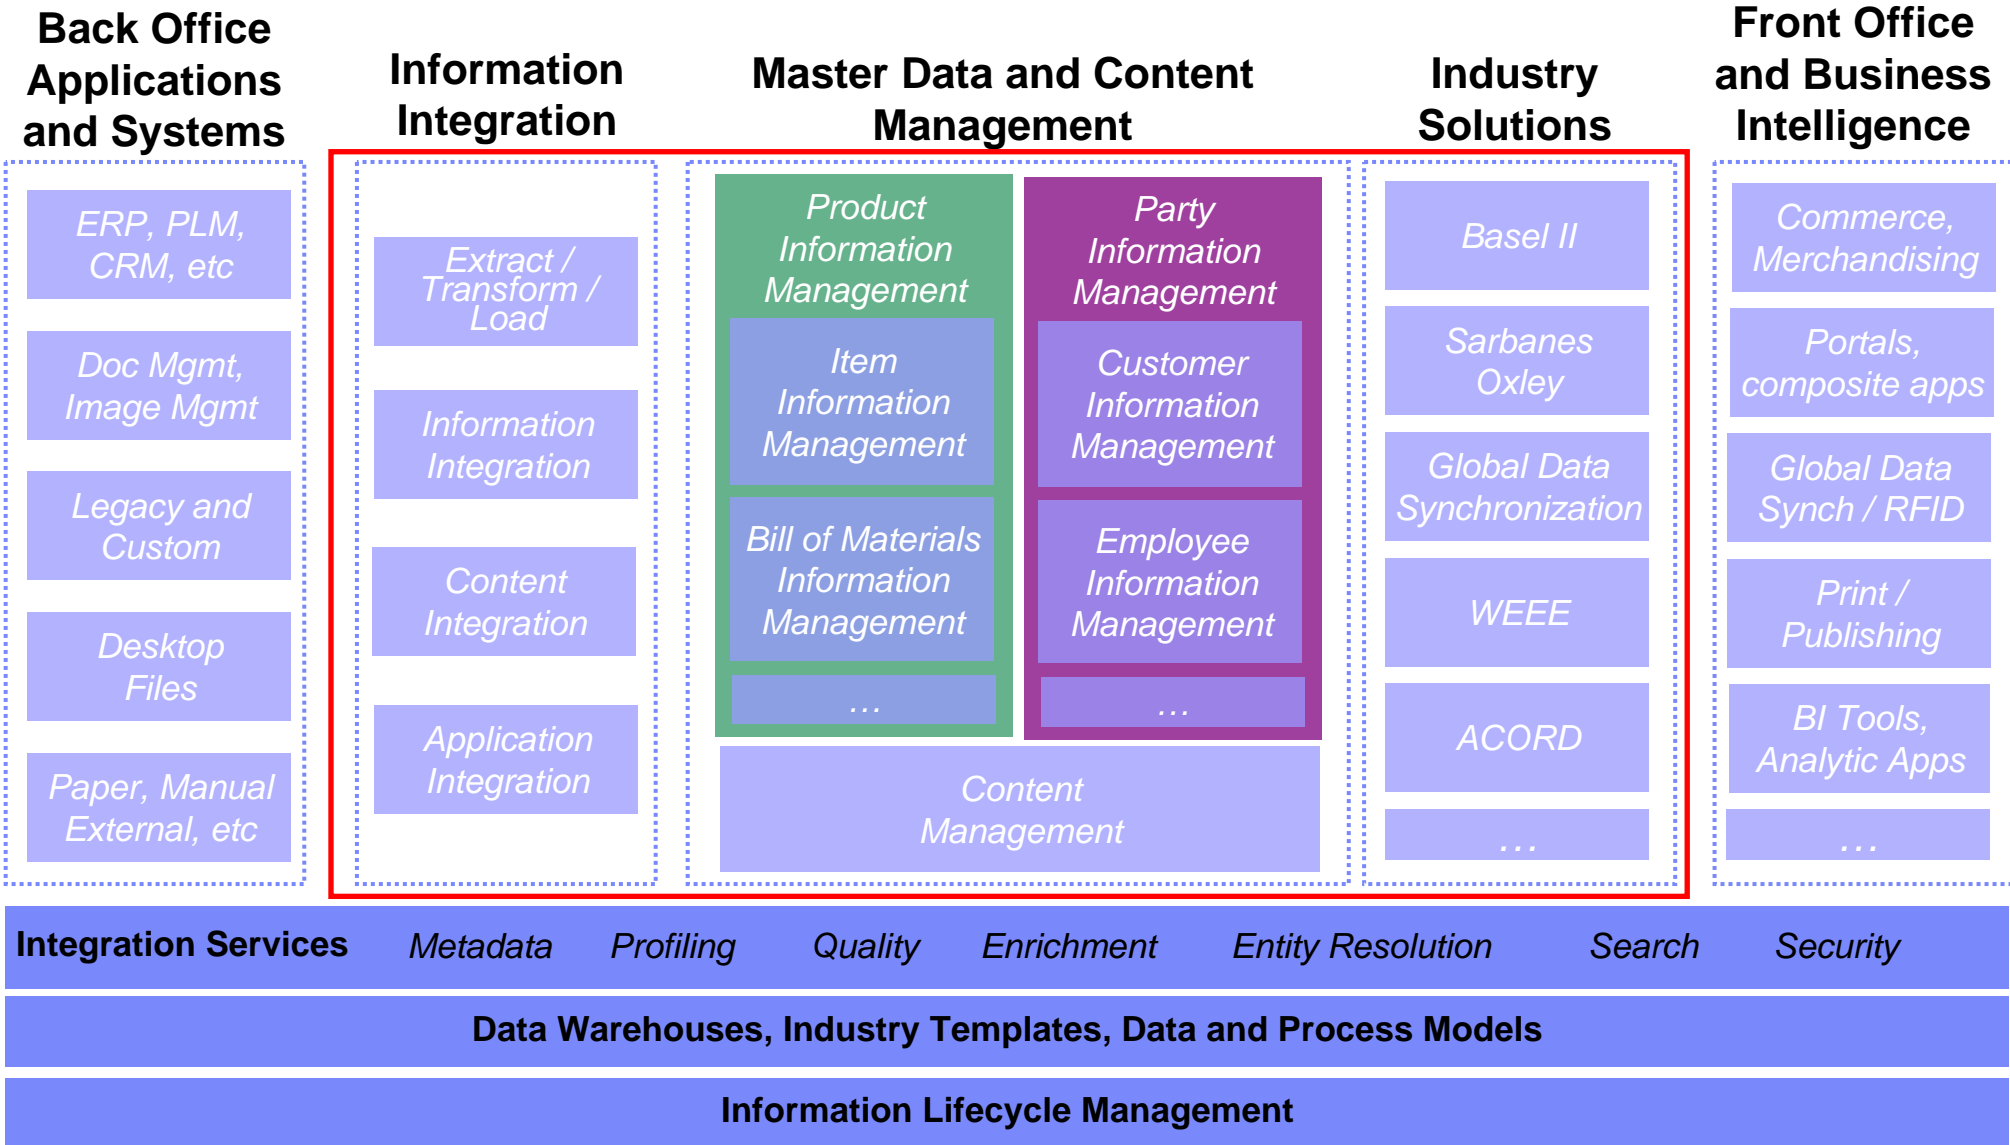 Back Office
Applications
and Systems
ERP, PLM,
CRM, etc
Doc Mgmt,
Image Mgmt
Legacy and
Custom
Desktop
Files
Paper, Manual
External, etc
Information
Integration
Extract /
Transform /
Load
Information
Integration
Content
Integration
Application
Integration
Master Data and Content
Management
Product
Information
Management
Item
Information
Management
Bill of Materials
Information
Management
…
Party
Information
Management
Customer
Information
Management
Employee
Information
Management
…
Content
Management
Industry
Solutions
Basel II
Sarbanes
Oxley
Global Data
Synchronization
WEEE
ACORD
…
Front Office
and Business
Intelligence
Commerce,
Merchandising
Portals,
composite apps
Global Data
Synch / RFID
Print /
Publishing
BI Tools,
Analytic Apps
…
Integration Services Metadata Profiling Quality Enrichment Entity Resolution Search Security
Data Warehouses, Industry Templates, Data and Process Models
Information Lifecycle Management